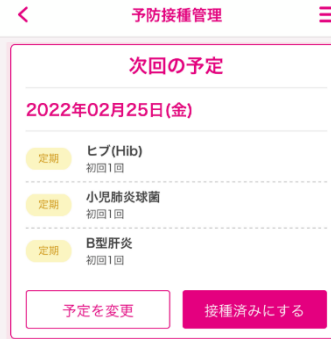 予防接種管理
次回の予定
2022年02月25日(金)
定期
ヒブ(Hib)
初回1回
定期
小児肺炎球菌
初回1回
定期
B型肝炎
初回1回
予定を変更
接種済みにする